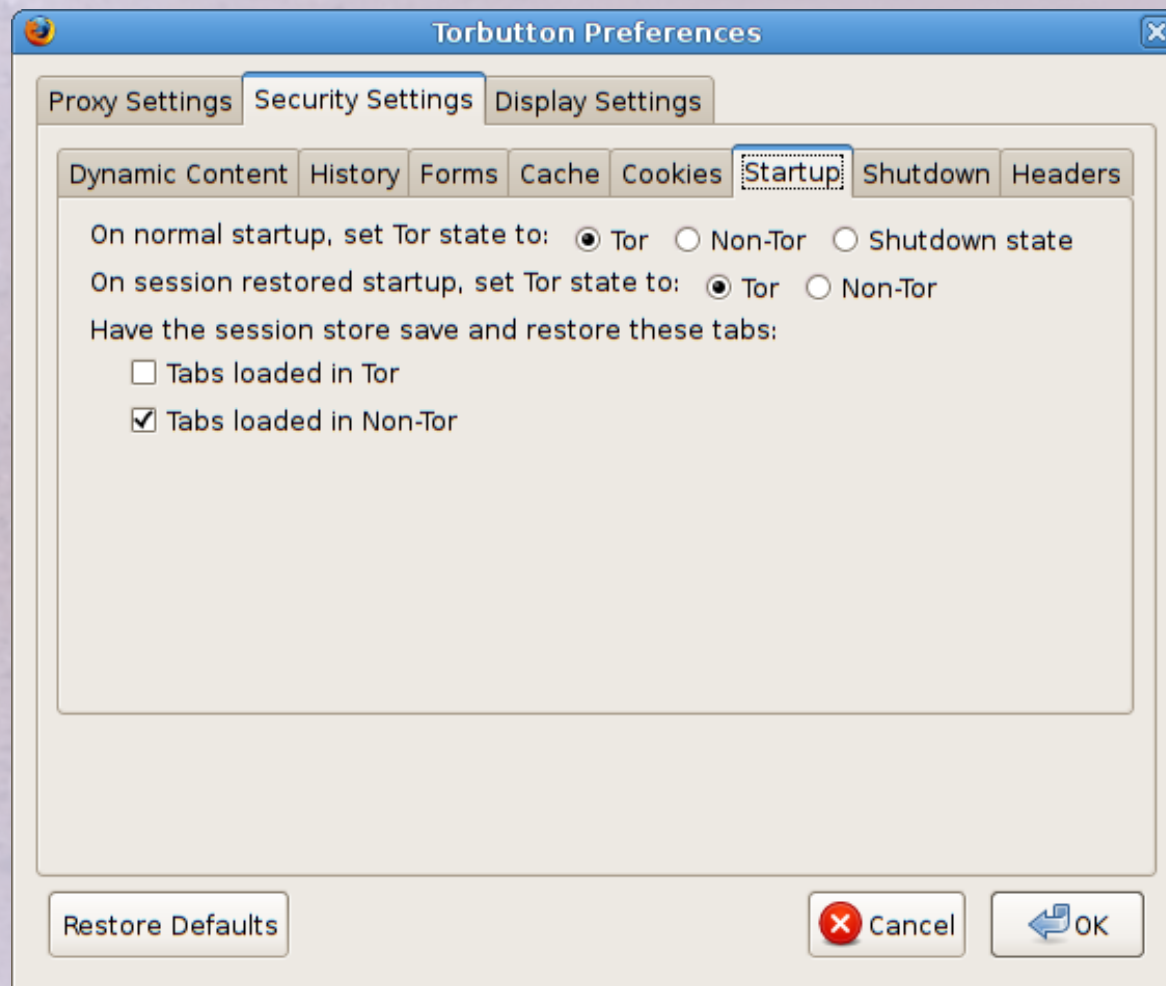 Torbutton Preferences
Proxy Settings Security Settings Display Settings
Dynamic Content History Forms Cache Cookies Startup Shutdown Headers
On normal startup, set Tor state to: Tor Non-Tor Shutdown state
On session restored startup, set Tor state to: Tor Non-Tor
Have the session store save and restore these tabs:
Tabs loaded in Tor
Tabs loaded in Non-Tor
Restore Defaults Cancel OK